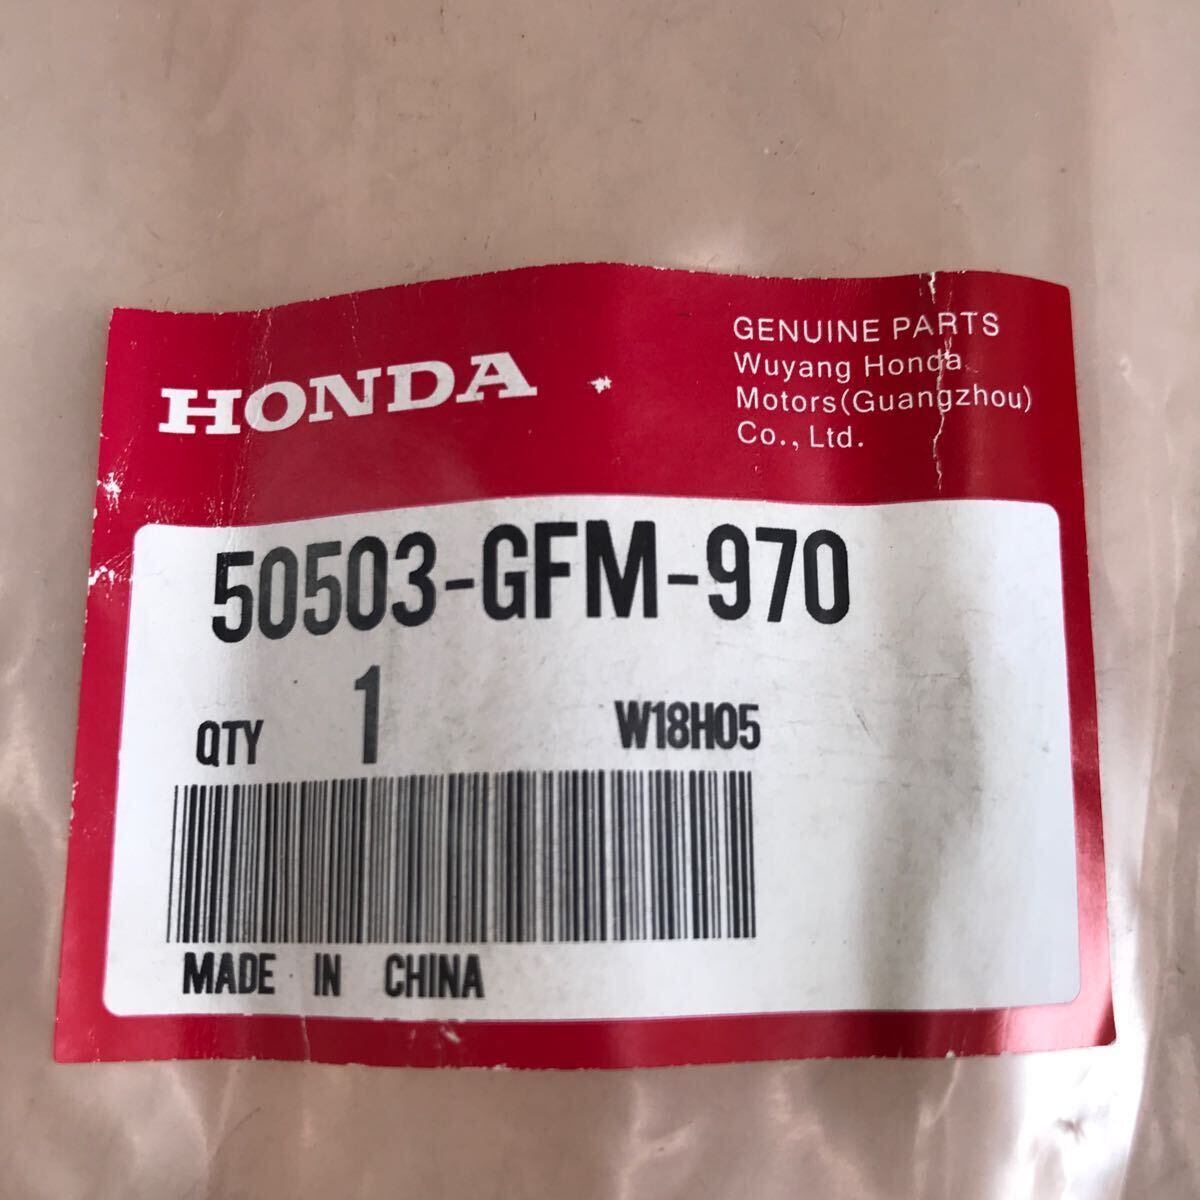 HONDA
GENUINE PARTS
Wuyang Honda
Motors(Guangzhou)
Co.,Ltd.
50503-GFM-970
QTY 1 W18H05
MADE IN CHINA